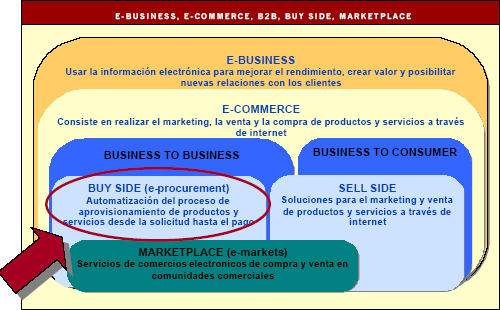 E-BUSINESS, E-COMMERCE, B2B, BUY SIDE, MARKETPLACE
E-BUSINESS
Usar la información electrónica para mejorar el rendimiento, crear valor y posibilitar
nuevas relaciones con los clientes
E-COMMERCE
Consiste en realizar el marketing, la venta y la compra de productos y servicios a través
de internet
BUSINESS TO BUSINESS
BUSINESS TO CONSUMER
BUY SIDE (e-procurement)
Automatización del proceso de
aprovisionamiento de productos y
servicios desde la solicitud hasta el pago
SELL SIDE
Soluciones para el marketing y venta
de productos y servicios a través de
internet
MARKETPLACE (e-markets)
Servicios de comercios electronicos de compra y venta en
comunidades comerciales